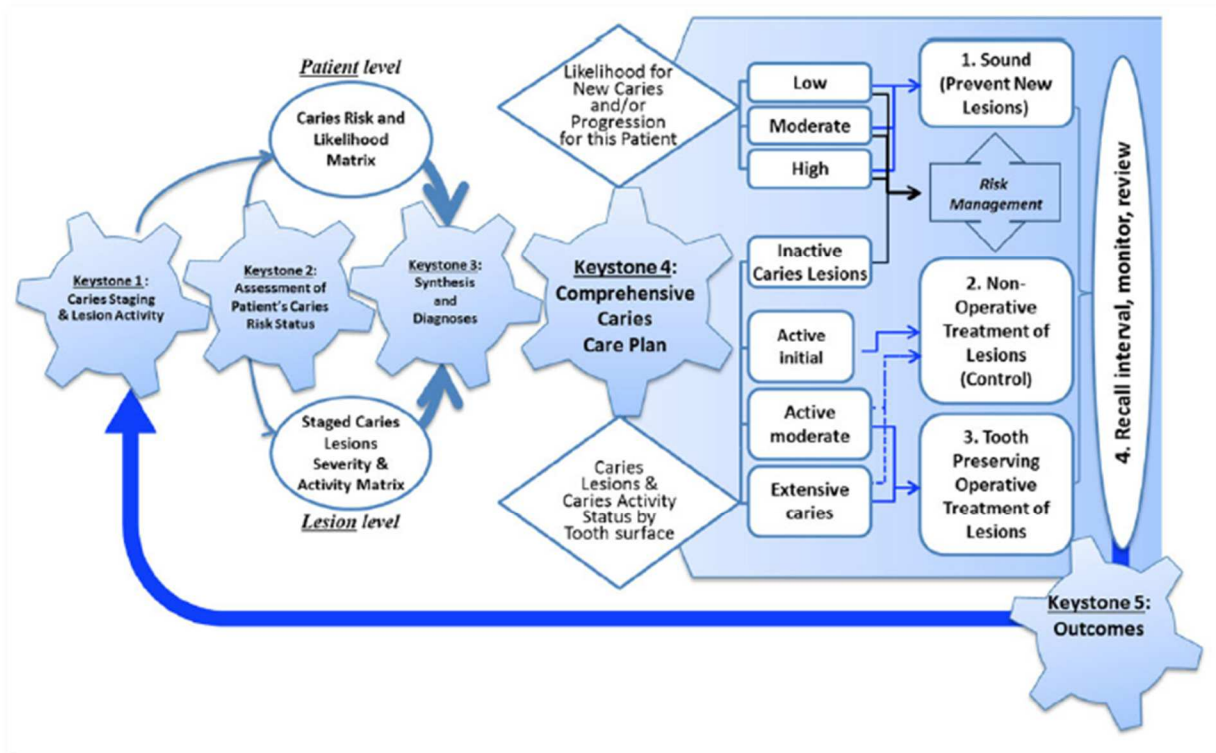 Patient level
Caries Risk and
Likelihood
Matrix
Keystone 1:
Caries Staging
& Lesion Activity
Keystone 2:
Assessment of
Patient's Caries
Risk Status
Keystone 3:
Synthesis
and
Diagnoses
Staged Caries
Lesions
Severity &
Activity Matrix
Lesion level
Keystone 4:
Comprehensive
Caries
Care Plan
Likelihood for
New Caries
and/or
Progression
for this Patient
Low
Moderate
High
Inactive
Caries Lesions
Active
initial
Active
moderate
Extensive
caries
Caries
Lesions &
Caries Activity
Status by
Tooth surface
1. Sound
(Prevent New
Lesions)
Risk
Management
2. Non-
Operative
Treatment of
Lesions
(Control)
3. Tooth
Preserving
Operative
Treatment of
Lesions
4. Recall interval, monitor, review
Keystone 5:
Outcomes